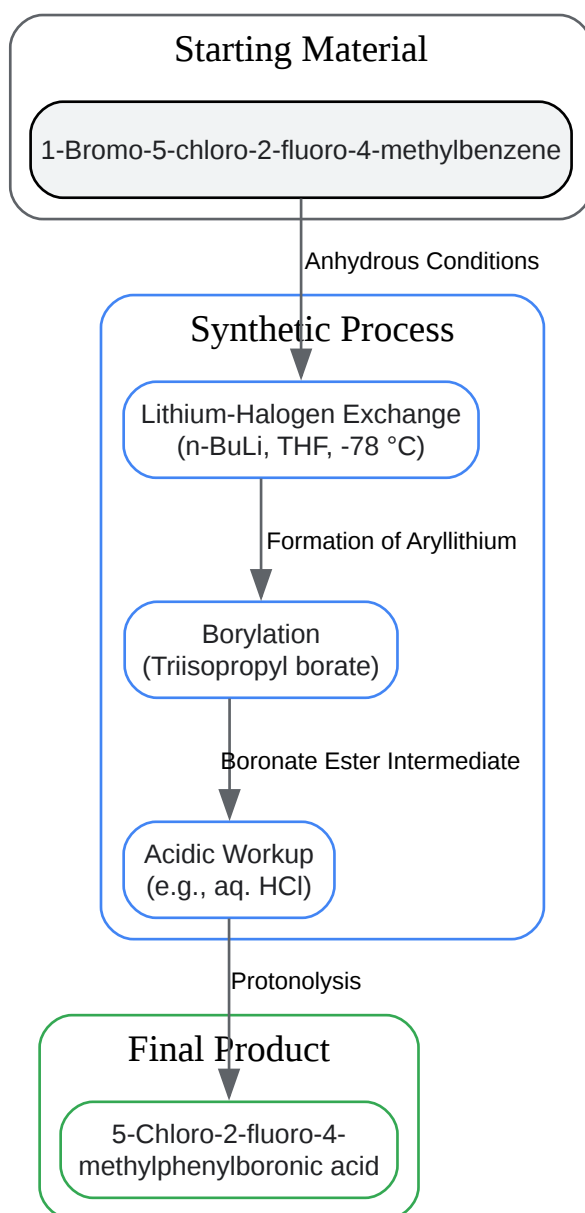 Starting Material
1-Bromo-5-chloro-2-fluoro-4-methylbenzene
Anhydrous Conditions
Synthetic Process
Lithium-Halogen Exchange
(n-BuLi, THF, -78 °C)
Formation of Aryllithium
Borylation
(Triisopropyl borate)
Boronate Ester Intermediate
Acidic Workup
(e.g., aq. HCl)
Protonolysis
Final Product
5-Chloro-2-fluoro-4-
methylphenylboronic acid